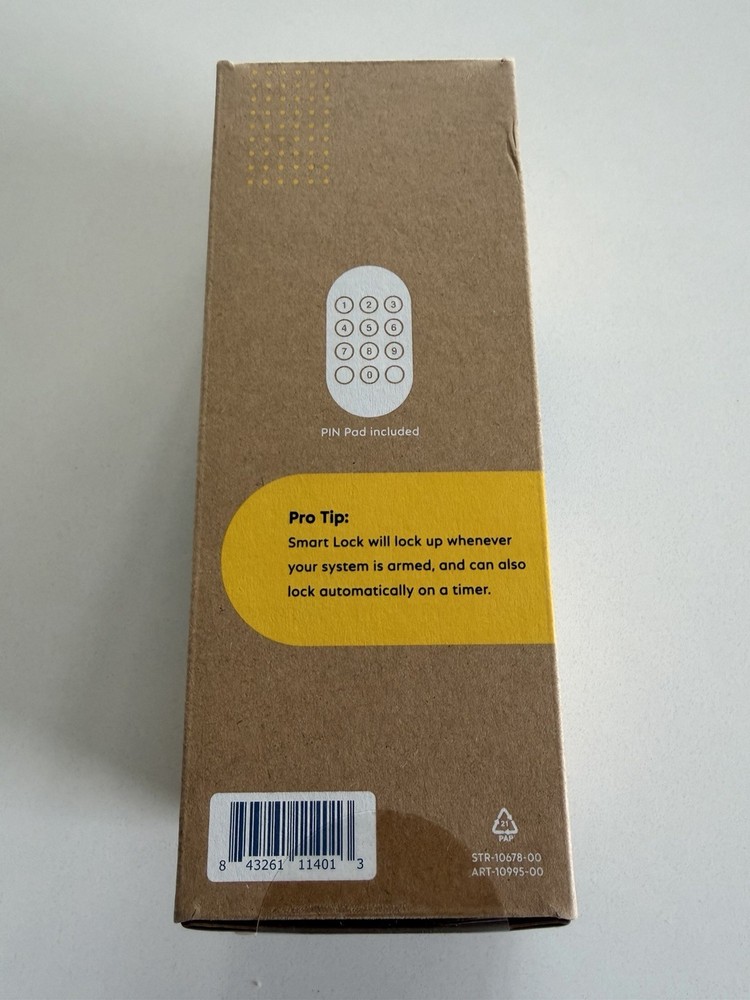 1 2 3
4 5 6
7 8 9
0
PIN Pad included
Pro Tip:
Smart Lock will lock up whenever
your system is armed, and can also
lock automatically on a timer.
8 43261 11401 3
21
PAP
STR-10678-00
ART-10995-00